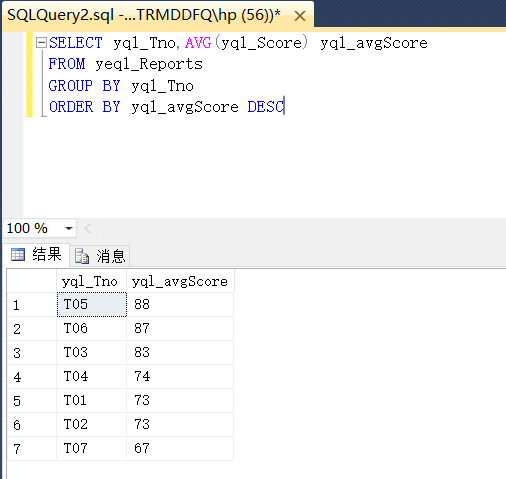 SQLQuery2.sql -...TRMDDFQ\hp (56))* ×
SELECT yql_Tno,AVG(yql_Score) yql_avgScore
FROM yeql_Reports
GROUP BY yql_Tno
ORDER BY yql_avgScore DESC
100 %
结果 消息
yql_Tno yql_avgScore
1 T05 88
2 T06 87
3 T03 83
4 T04 74
5 T01 73
6 T02 73
7 T07 67